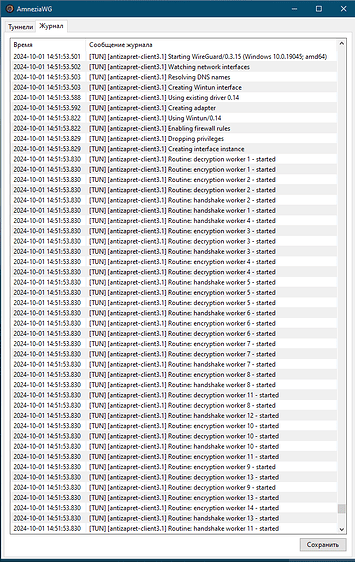 AmneziaWG
Туннели Журнал
Время Сообщение журнала
2024-10-01 14:51:53.501 [TUN] [antizapret-client3.1] Starting WireGuard/0.3.15 (Windows 10.0.19045; amd64)
2024-10-01 14:51:53.502 [TUN] [antizapret-client3.1] Watching network interfaces
2024-10-01 14:51:53.503 [TUN] [antizapret-client3.1] Resolving DNS names
2024-10-01 14:51:53.503 [TUN] [antizapret-client3.1] Creating Wintun interface
2024-10-01 14:51:53.588 [TUN] [antizapret-client3.1] Using existing driver 0.14
2024-10-01 14:51:53.592 [TUN] [antizapret-client3.1] Creating adapter
2024-10-01 14:51:53.822 [TUN] [antizapret-client3.1] Using Wintun/0.14
2024-10-01 14:51:53.822 [TUN] [antizapret-client3.1] Enabling firewall rules
2024-10-01 14:51:53.829 [TUN] [antizapret-client3.1] Dropping privileges
2024-10-01 14:51:53.829 [TUN] [antizapret-client3.1] Creating interface instance
2024-10-01 14:51:53.830 [TUN] [antizapret-client3.1] Routine: decryption worker 1 - started
2024-10-01 14:51:53.830 [TUN] [antizapret-client3.1] Routine: encryption worker 2 - started
2024-10-01 14:51:53.830 [TUN] [antizapret-client3.1] Routine: decryption worker 2 - started
2024-10-01 14:51:53.830 [TUN] [antizapret-client3.1] Routine: handshake worker 2 - started
2024-10-01 14:51:53.830 [TUN] [antizapret-client3.1] Routine: handshake worker 1 - started
2024-10-01 14:51:53.830 [TUN] [antizapret-client3.1] Routine: encryption worker 3 - started
2024-10-01 14:51:53.830 [TUN] [antizapret-client3.1] Routine: decryption worker 3 - started
2024-10-01 14:51:53.830 [TUN] [antizapret-client3.1] Routine: handshake worker 3 - started
2024-10-01 14:51:53.830 [TUN] [antizapret-client3.1] Routine: encryption worker 4 - started
2024-10-01 14:51:53.830 [TUN] [antizapret-client3.1] Routine: decryption worker 4 - started
2024-10-01 14:51:53.830 [TUN] [antizapret-client3.1] Routine: handshake worker 4 - started
2024-10-01 14:51:53.830 [TUN] [antizapret-client3.1] Routine: handshake worker 5 - started
2024-10-01 14:51:53.830 [TUN] [antizapret-client3.1] Routine: encryption worker 5 - started
2024-10-01 14:51:53.830 [TUN] [antizapret-client3.1] Routine: decryption worker 5 - started
2024-10-01 14:51:53.830 [TUN] [antizapret-client3.1] Routine: handshake worker 6 - started
2024-10-01 14:51:53.830 [TUN] [antizapret-client3.1] Routine: encryption worker 6 - started
2024-10-01 14:51:53.830 [TUN] [antizapret-client3.1] Routine: decryption worker 6 - started
2024-10-01 14:51:53.830 [TUN] [antizapret-client3.1] Routine: encryption worker 7 - started
2024-10-01 14:51:53.830 [TUN] [antizapret-client3.1] Routine: decryption worker 7 - started
2024-10-01 14:51:53.830 [TUN] [antizapret-client3.1] Routine: handshake worker 7 - started
2024-10-01 14:51:53.830 [TUN] [antizapret-client3.1] Routine: encryption worker 8 - started
2024-10-01 14:51:53.830 [TUN] [antizapret-client3.1] Routine: handshake worker 8 - started
2024-10-01 14:51:53.830 [TUN] [antizapret-client3.1] Routine: decryption worker 11 - started
2024-10-01 14:51:53.830 [TUN] [antizapret-client3.1] Routine: decryption worker 8 - started
2024-10-01 14:51:53.830 [TUN] [antizapret-client3.1] Routine: handshake worker 12 - started
2024-10-01 14:51:53.830 [TUN] [antizapret-client3.1] Routine: encryption worker 10 - started
2024-10-01 14:51:53.830 [TUN] [antizapret-client3.1] Routine: decryption worker 10 - started
2024-10-01 14:51:53.830 [TUN] [antizapret-client3.1] Routine: handshake worker 10 - started
2024-10-01 14:51:53.830 [TUN] [antizapret-client3.1] Routine: encryption worker 11 - started
2024-10-01 14:51:53.830 [TUN] [antizapret-client3.1] Routine: encryption worker 9 - started
2024-10-01 14:51:53.830 [TUN] [antizapret-client3.1] Routine: decryption worker 13 - started
2024-10-01 14:51:53.830 [TUN] [antizapret-client3.1] Routine: decryption worker 9 - started
2024-10-01 14:51:53.830 [TUN] [antizapret-client3.1] Routine: encryption worker 14 - started
2024-10-01 14:51:53.830 [TUN] [antizapret-client3.1] Routine: handshake worker 13 - started
2024-10-01 14:51:53.830 [TUN] [antizapret-client3.1] Routine: handshake worker 11 - started
Сохранить